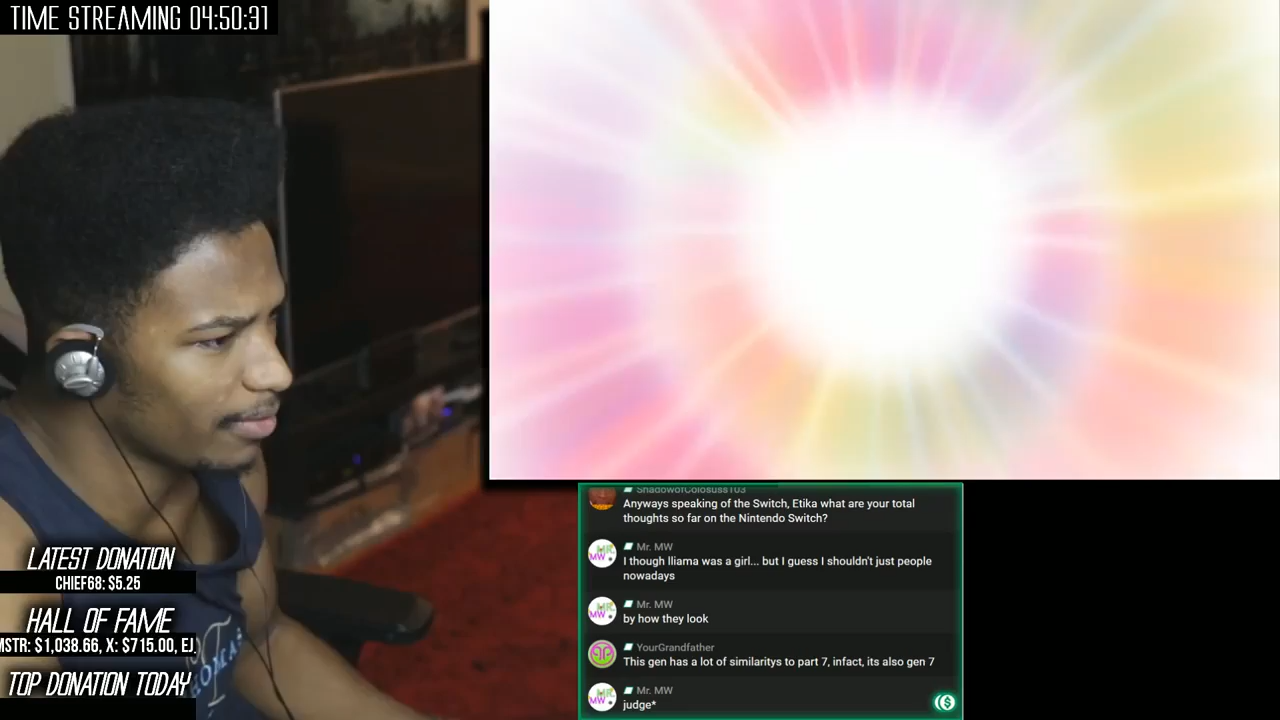 TIME STREAMING 04:50:31
LATEST DONATION
CHIEF68: $5.25
HALL OF FAME
MSTR: $1,038.66, X: $715.00, EJ
TOP DONATION TODAY
ShadowofColosuss103
Anyways speaking of the Switch, Etika what are your total
thoughts so far on the Nintendo Switch?
Mr. MW
I though Iliama was a girl... but I guess I shouldn't just people
nowadays
Mr. MW
by how they look
YourGrandfather
This gen has a lot of similaritys to part 7, infact, its also gen 7
Mr. MW
judge*